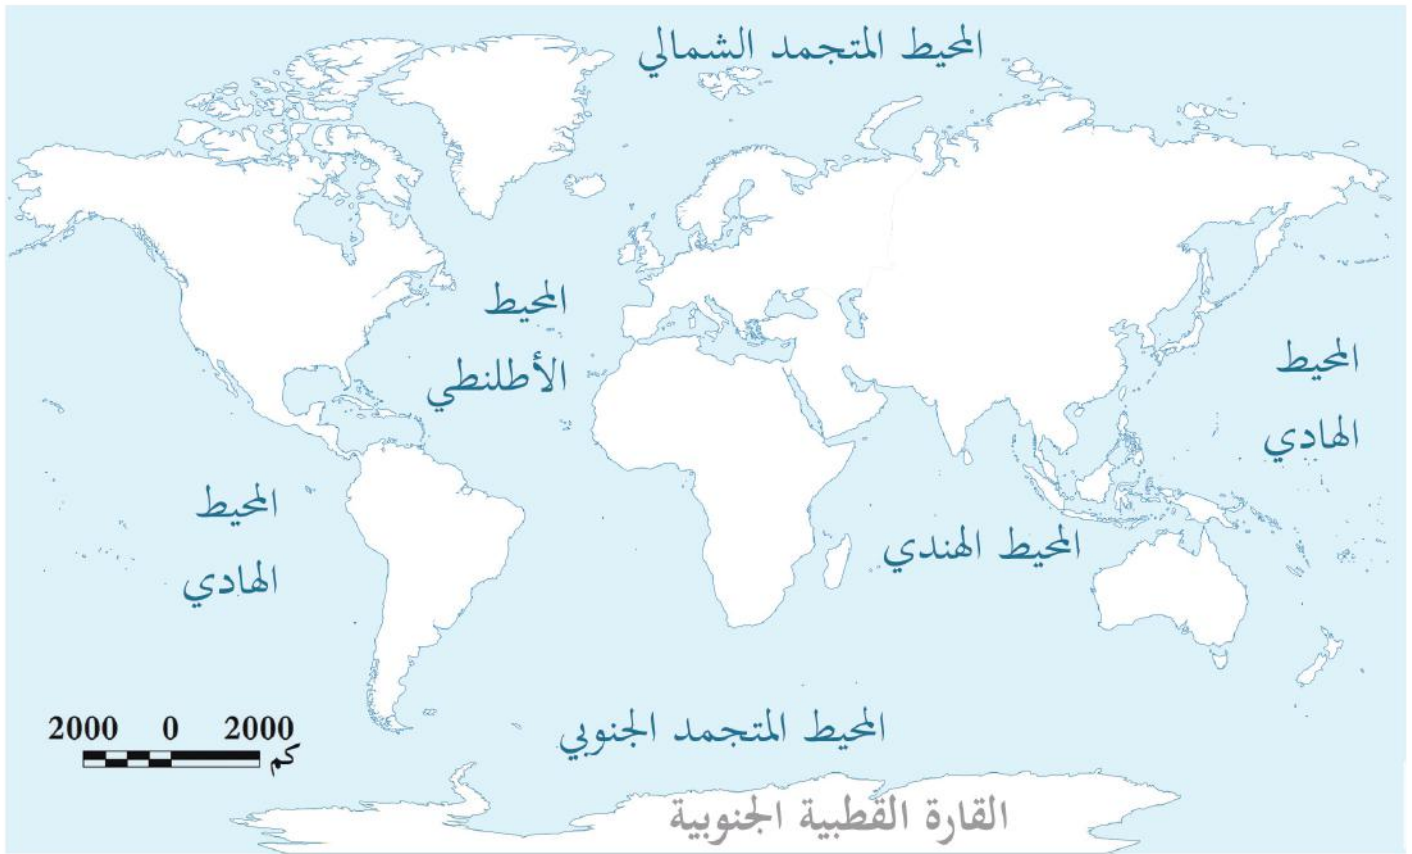 المحيط المتجمد الشمالي
المحيط
الأطلنطي
المحيط
الهادي
المحيط
الهادي
المحيط الهندي
المحيط المتجمد الجنوبي
2000 0 2000
كم
القارة القطبية الجنوبية